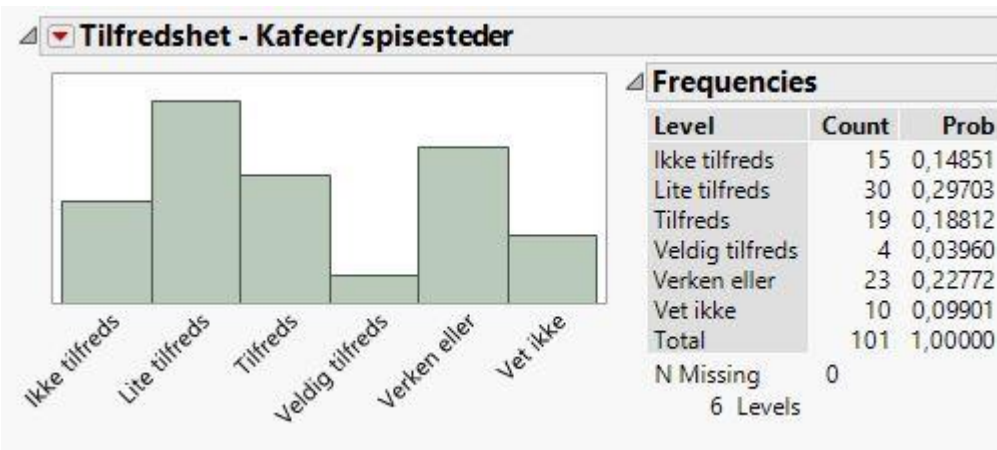 Tilfredshet - Kafeer/spisesteder
Ikke tilfreds
Lite tilfreds
Tilfreds
Veldig tilfreds
Verken eller
Vet ikke
Frequencies
Level Count Prob
Ikke tilfreds 15 0,14851
Lite tilfreds 30 0,29703
Tilfreds 19 0,18812
Veldig tilfreds 4 0,03960
Verken eller 23 0,22772
Vet ikke 10 0,09901
Total 101 1,00000
N Missing 0
6 Levels